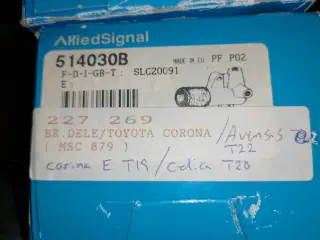 AlliedSignal
514030B
MADE IN EU PF P02
F-D-I-GB-T: SLC20091
E:
227 269
BR.DELE/TOYOTA CORONA /Avensis
( MSC 879 ) T22
carina E T19/Celica T20